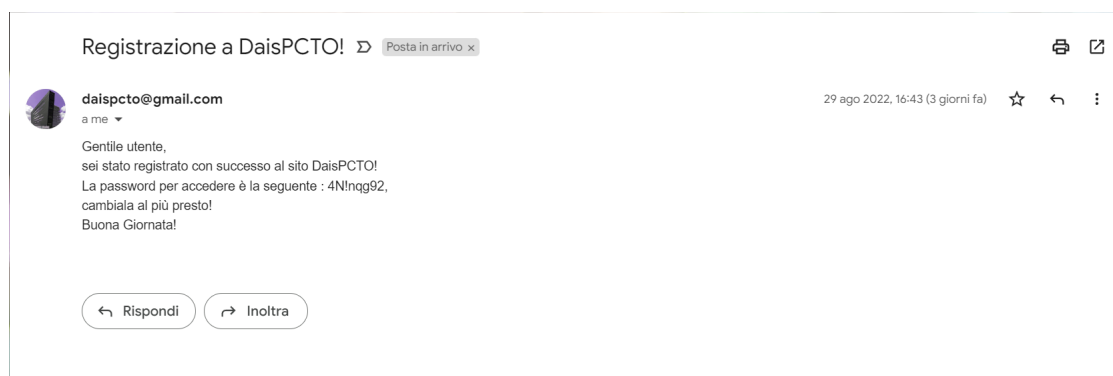 Registrazione a DaisPCTO! Posta in arrivo ×
daispcto@gmail.com 29 ago 2022, 16:43 (3 giorni fa)
a me
Gentile utente,
sei stato registrato con successo al sito DaisPCTO!
La password per accedere è la seguente : 4N!nqg92,
cambiala al più presto!
Buona Giornata!
Rispondi Inoltra